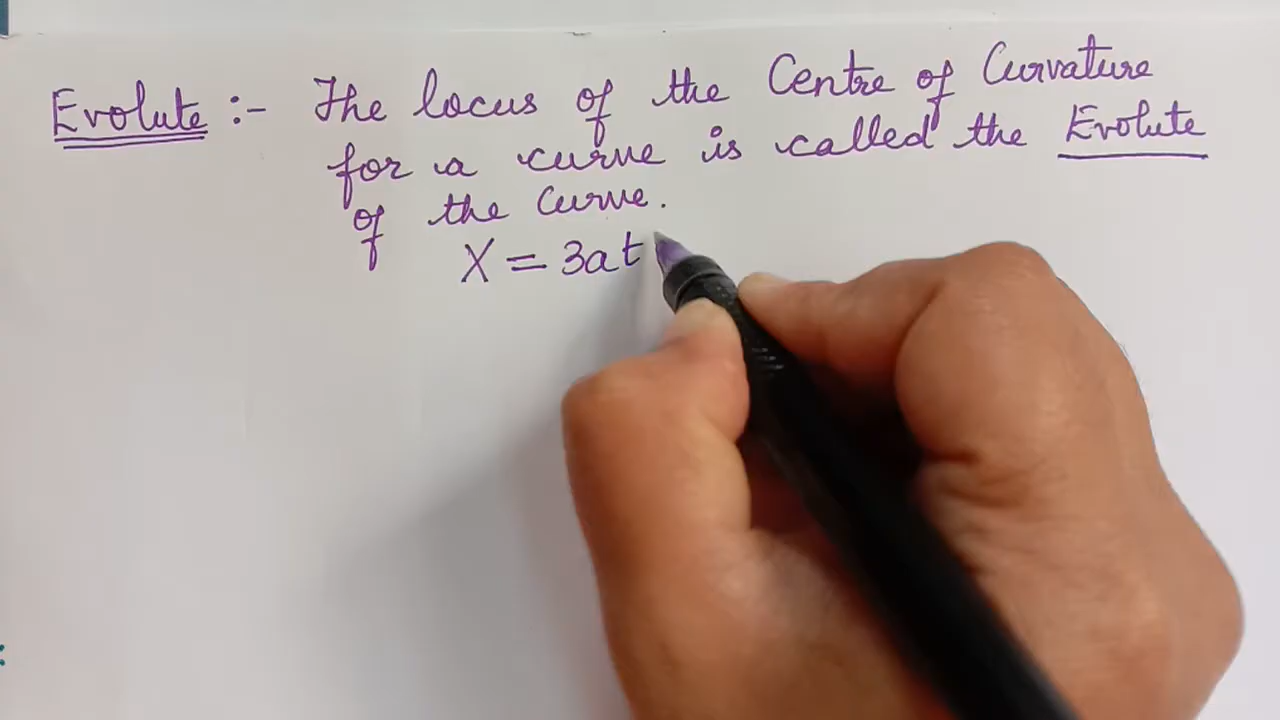 Evolute :- The locus of the Centre of Curvature
for a curve is called the Evolute
of the Curve.
X = 3at